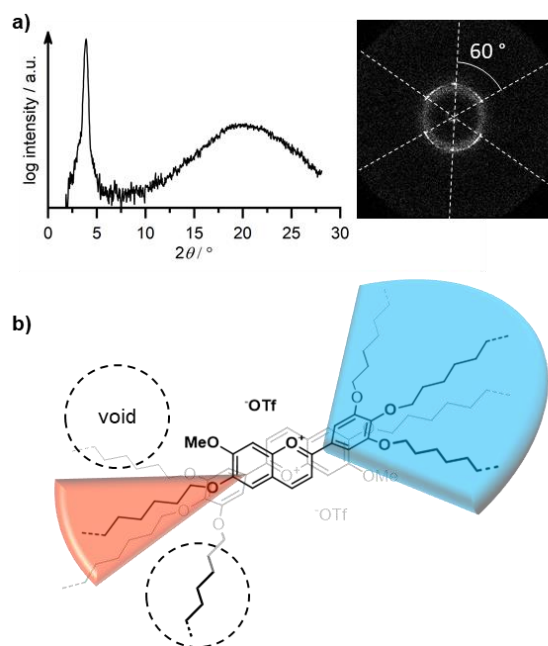 a)
log intensity / a.u.
0 5 10 15 20 25 30
2θ / °
60 °
b)
void
⁻OTf
MeO
O⁺
O
O
O
O
O
O
O
O
O⁺
OMe
⁻OTf
O